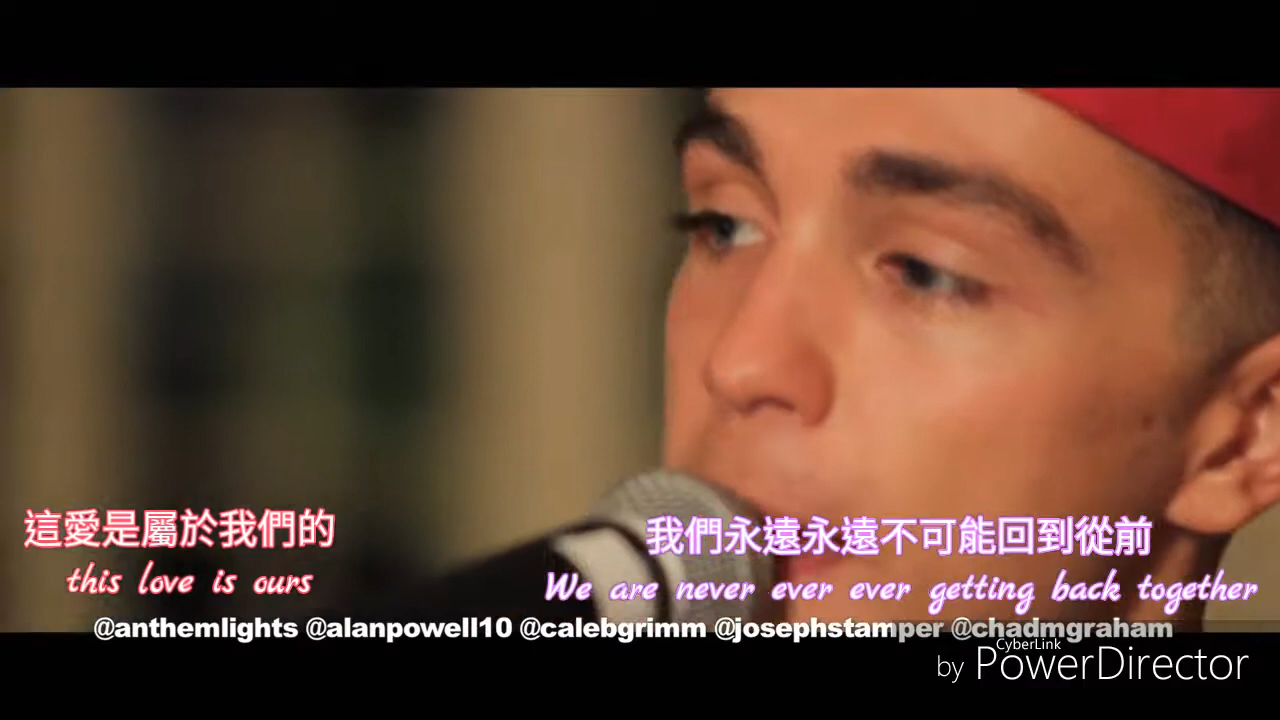 這愛是屬於我們的
this love is ours
我們永遠永遠不可能回到從前
We are never ever ever getting back together
@anthemlights @alanpowell10 @calebgrimm @josephstamper @chadmgraham
CyberLink
by PowerDirector